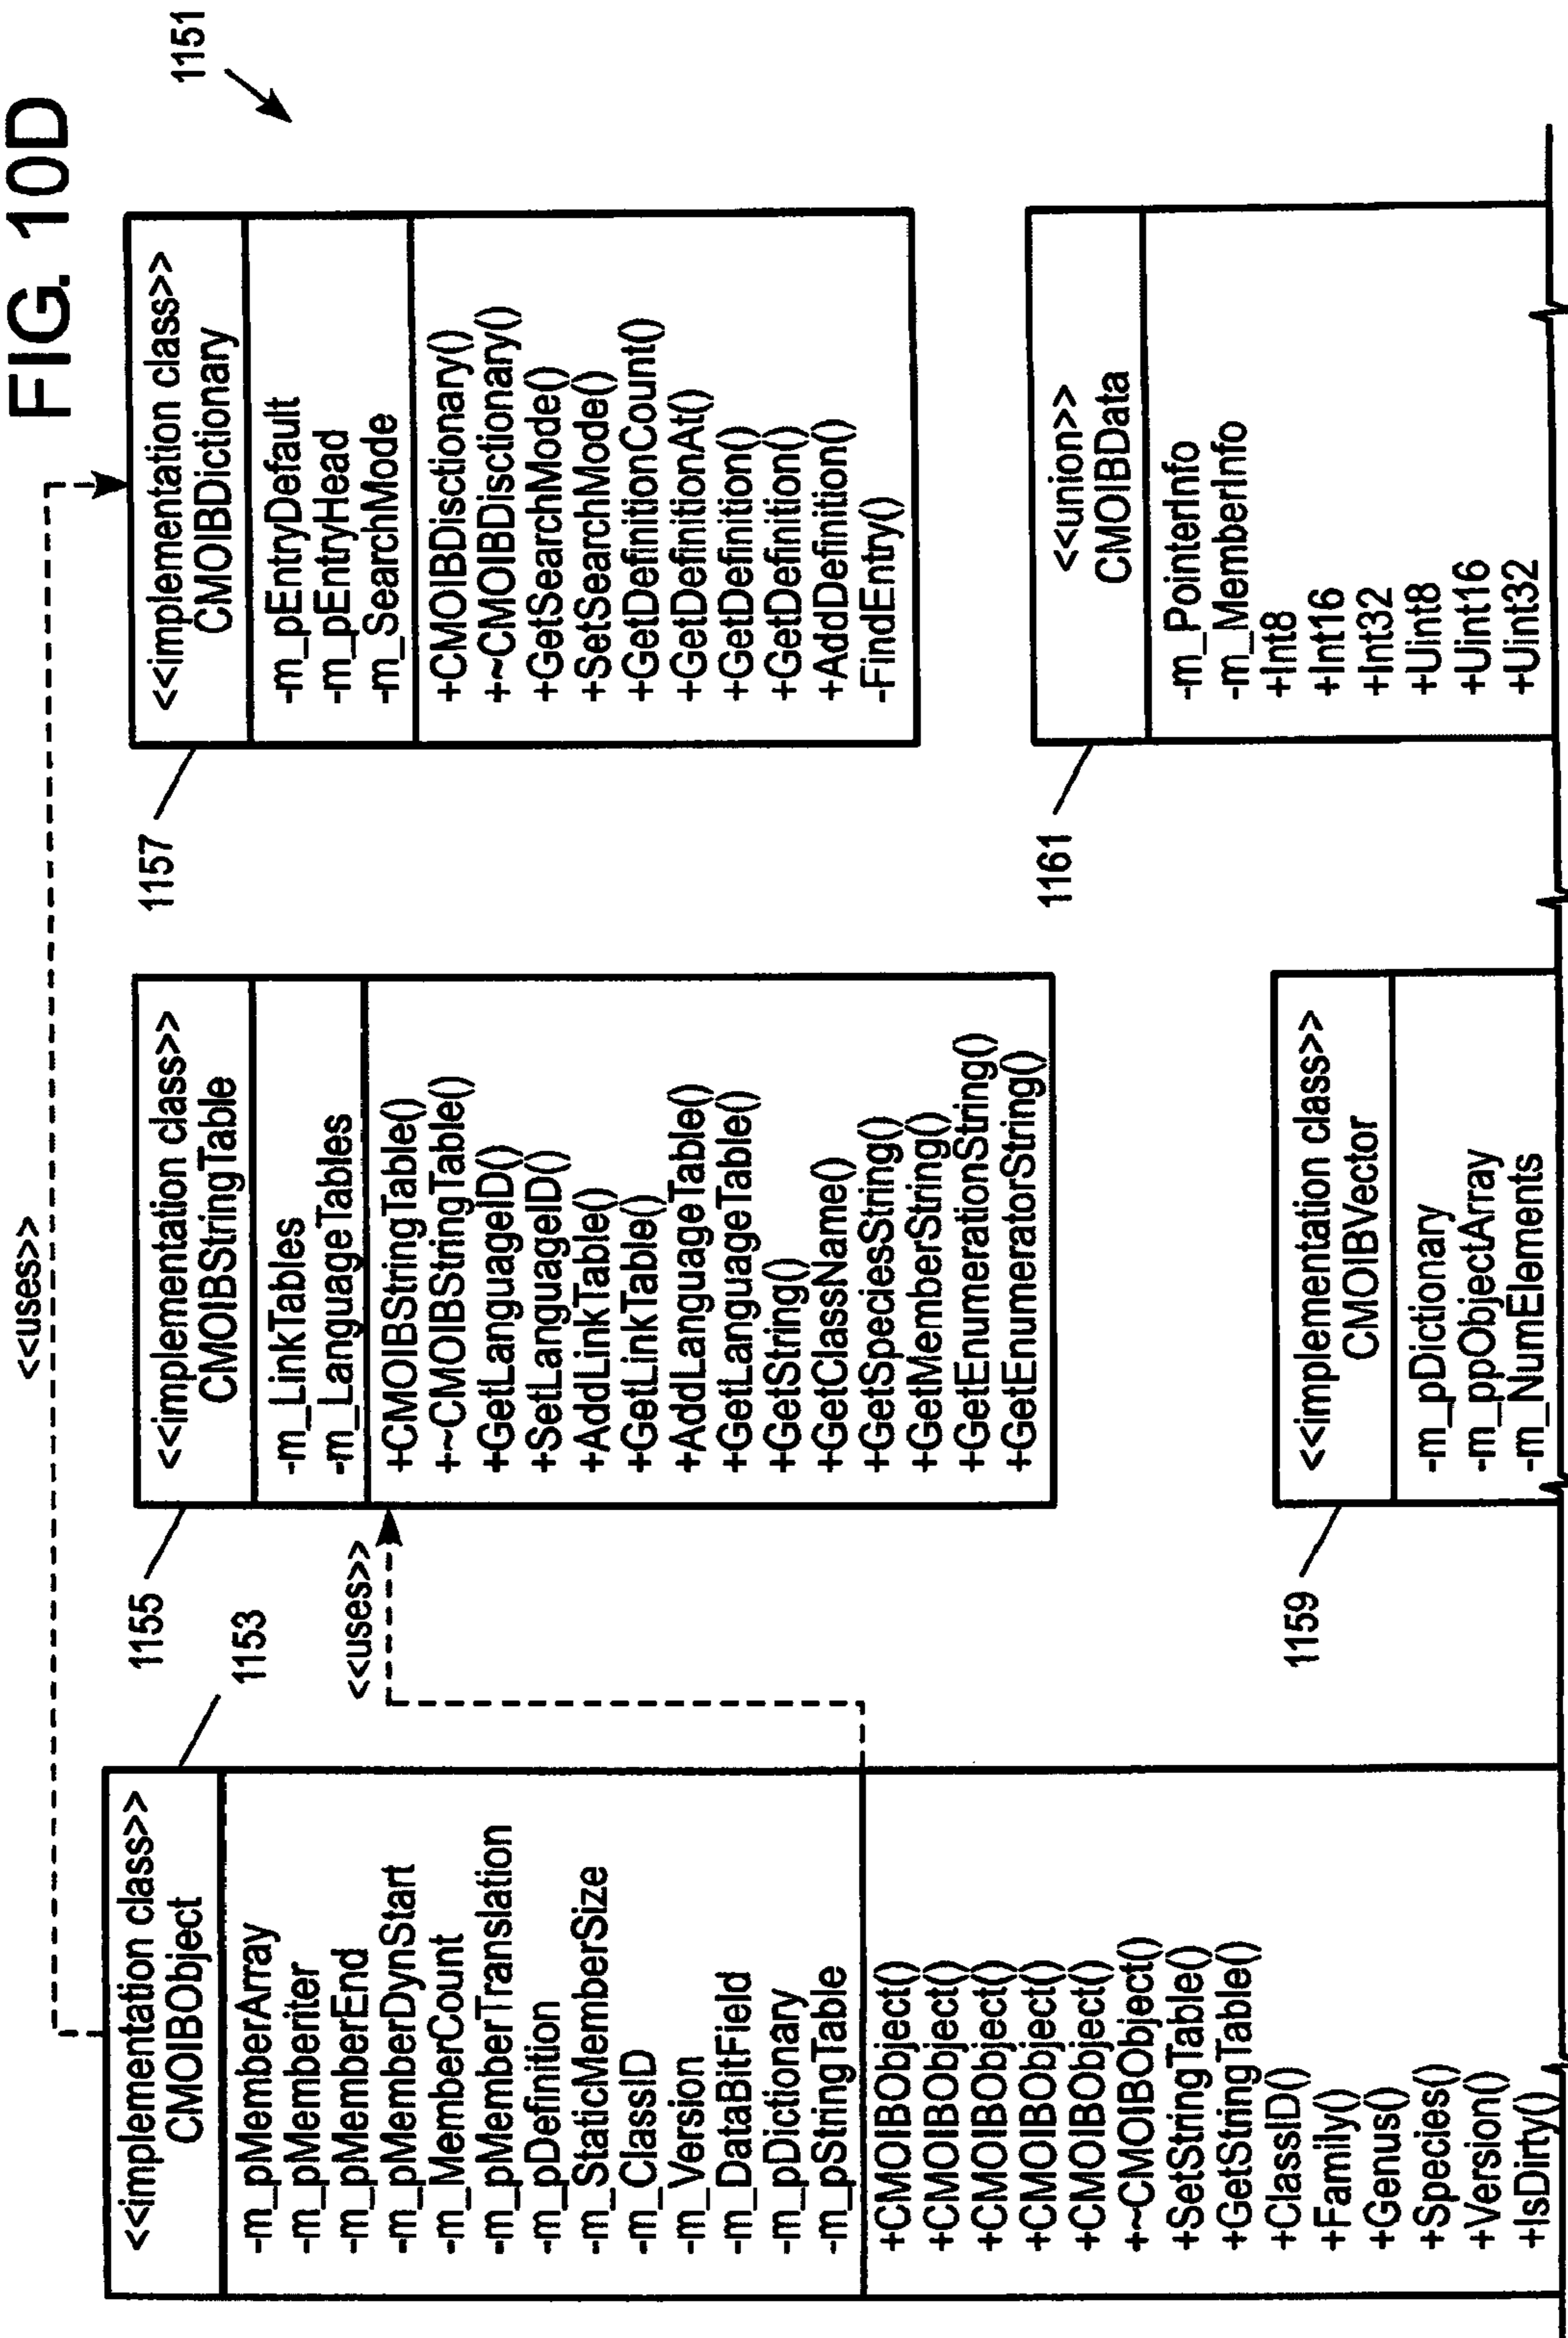 FIG. 10D
1151
<<uses>>
1153
<<implementation class>>
CMOIBObject
-m_pMemberArray
-m_pMemberiter
-m_pMemberEnd
-m_pMemberDynStart
-m_MemberCount
-m_pMemberTranslation
-m_pDefinition
-m_StaticMemberSize
-m_ClassID
-m_Version
-m_DataBitField
-m_pDictionary
-m_pStringTable
+CMOIBObject()
+CMOIBObject()
+CMOIBObject()
+CMOIBObject()
+CMOIBObject()
+~CMOIBObject()
+SetStringTable()
+GetStringTable()
+ClassID()
+Family()
+Genus()
+Species()
+Version()
+IsDirty()
<<uses>>
1155
<<implementation class>>
CMOIBStringTable
-m_LinkTables
-m_LanguageTables
+CMOIBStringTable()
+~CMOIBStringTable()
+GetLanguageID()
+SetLanguageID()
+AddLinkTable()
+GetLinkTable()
+AddLanguageTable()
+GetLanguageTable()
+GetString()
+GetClassName()
+GetSpeciesString()
+GetMemberString()
+GetEnumerationString()
+GetEnumeratorString()
1157
<<implementation class>>
CMOIBDictionary
-m_pEntryDefault
-m_pEntryHead
-m_SearchMode
+CMOIBDisctionary()
+~CMOIBDisctionary()
+GetSearchMode()
+SetSearchMode()
+GetDefinitionCount()
+GetDefinitionAt()
+GetDefinition()
+GetDefinition()
+AddDefinition()
-FindEntry()
1159
<<implementation class>>
CMOIBVector
-m_pDictionary
-m_ppObjectArray
-m_NumElements
1161
<<union>>
CMOIBData
-m_PointerInfo
-m_MemberInfo
+Int8
+Int16
+Int32
+Uint8
+Uint16
+Uint32